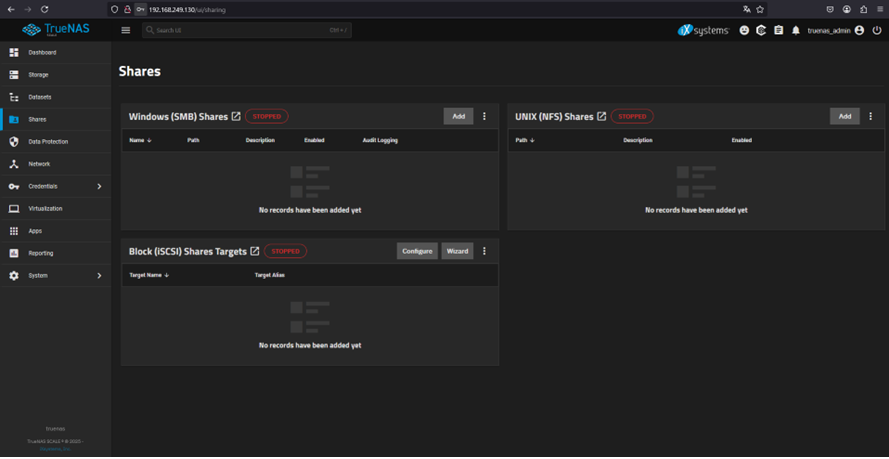 192.168.249.130/ui/sharing
TrueNAS
Search UI
Ctrl + /
iXsystems
truenas_admin
Dashboard
Storage
Datasets
Shares
Data Protection
Network
Credentials
Virtualization
Apps
Reporting
System
Shares
Windows (SMB) Shares STOPPED Add
Name Path Description Enabled Audit Logging
No records have been added yet
UNIX (NFS) Shares STOPPED Add
Path Description Enabled
No records have been added yet
Block (iSCSI) Shares Targets STOPPED Configure Wizard
Target Name Target Alias
No records have been added yet
truenas
TrueNAS SCALE ® © 2025 -